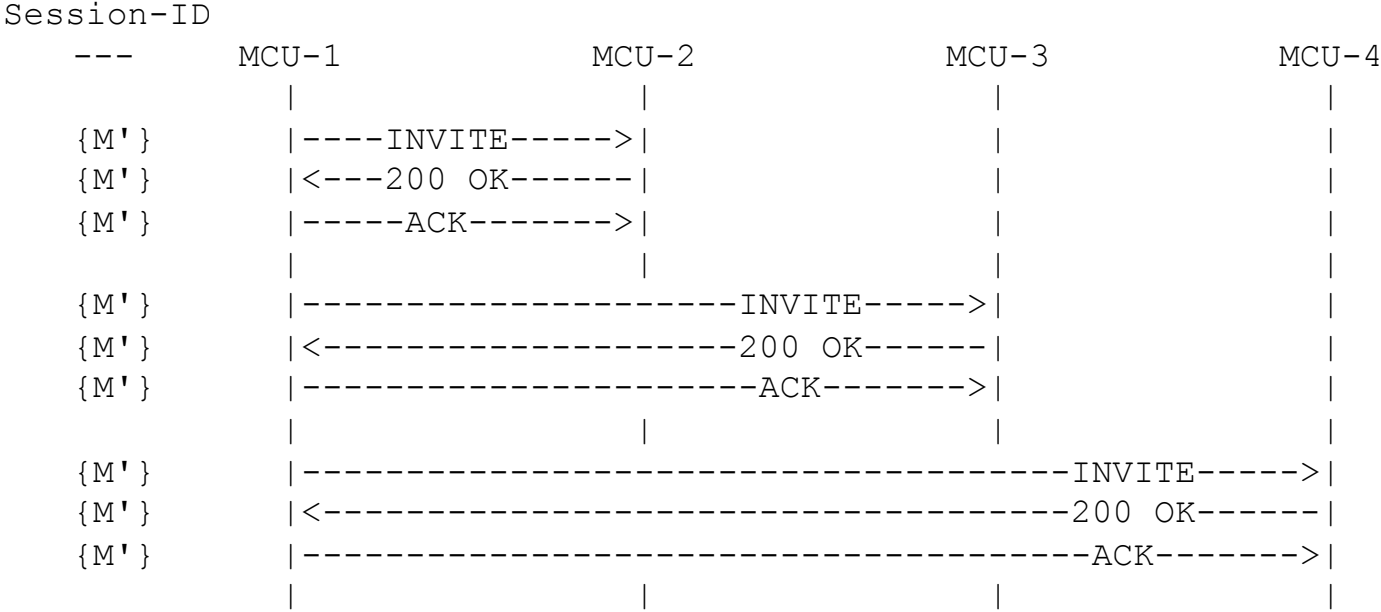 Session-ID
--- MCU-1 MCU-2 MCU-3 MCU-4
| | | |
{M'} |----INVITE----->| | |
{M'} |<---200 OK------| | |
{M'} |-----ACK------->| | |
| | | |
{M'} |---------------------INVITE----->| |
{M'} |<--------------------200 OK------| |
{M'} |----------------------ACK------->| |
| | | |
{M'} |-------------------------------------INVITE----->|
{M'} |<------------------------------------200 OK------|
{M'} |--------------------------------------ACK------->|
| | | |